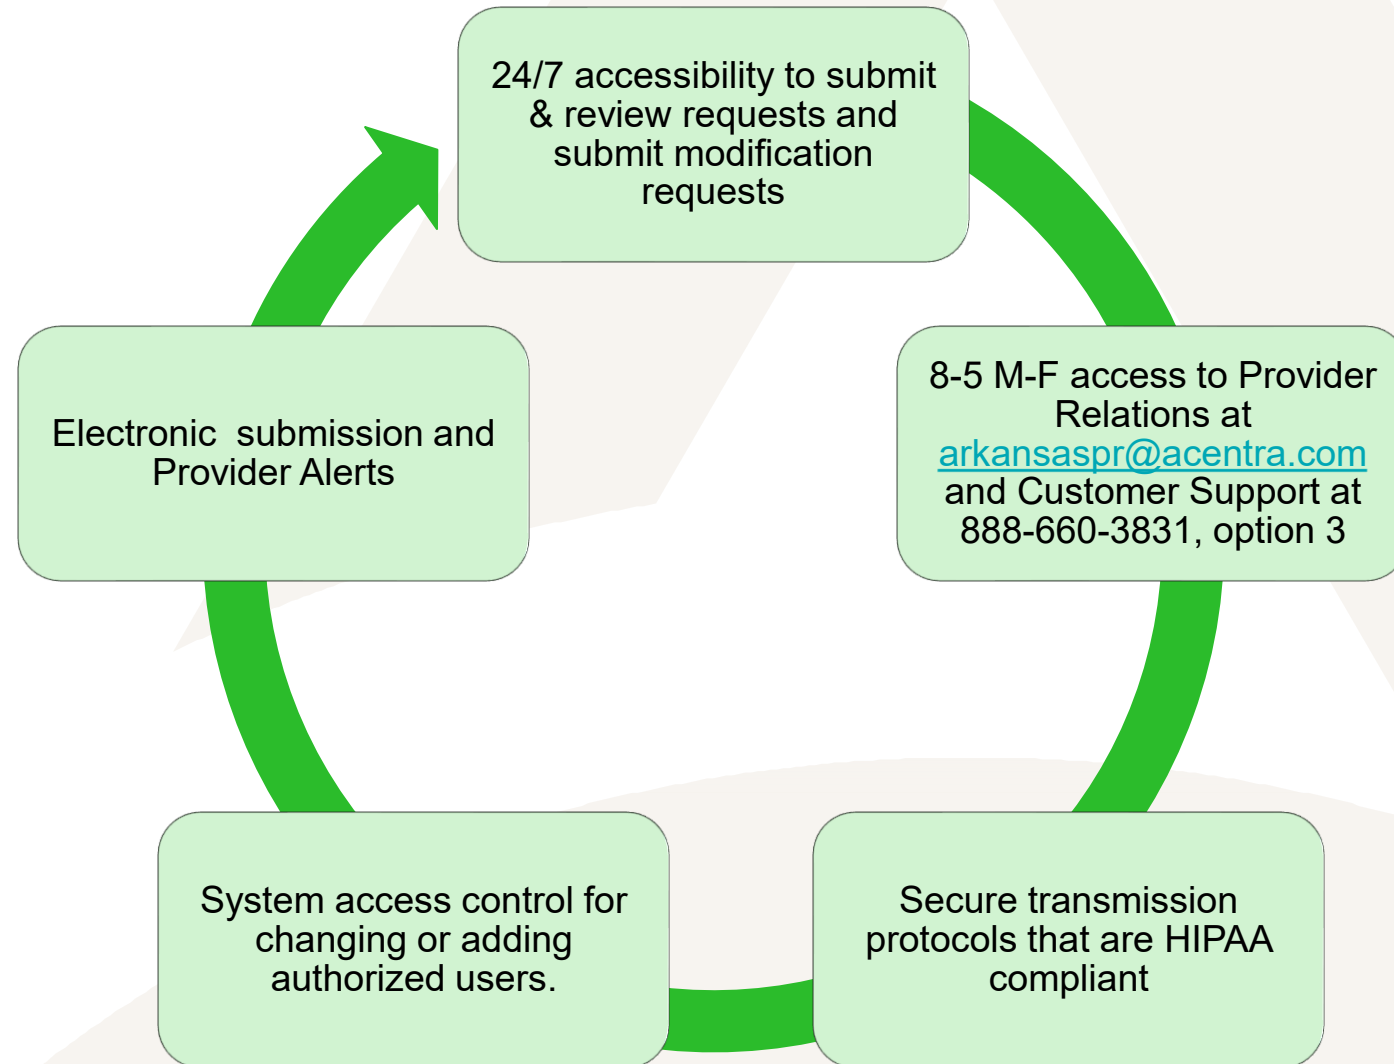 24/7 accessibility to submit
& review requests and
submit modification
requests
8-5 M-F access to Provider
Relations at
arkansaspr@acentra.com
and Customer Support at
888-660-3831, option 3
Secure transmission
protocols that are HIPAA
compliant
System access control for
changing or adding
authorized users.
Electronic  submission and
Provider Alerts